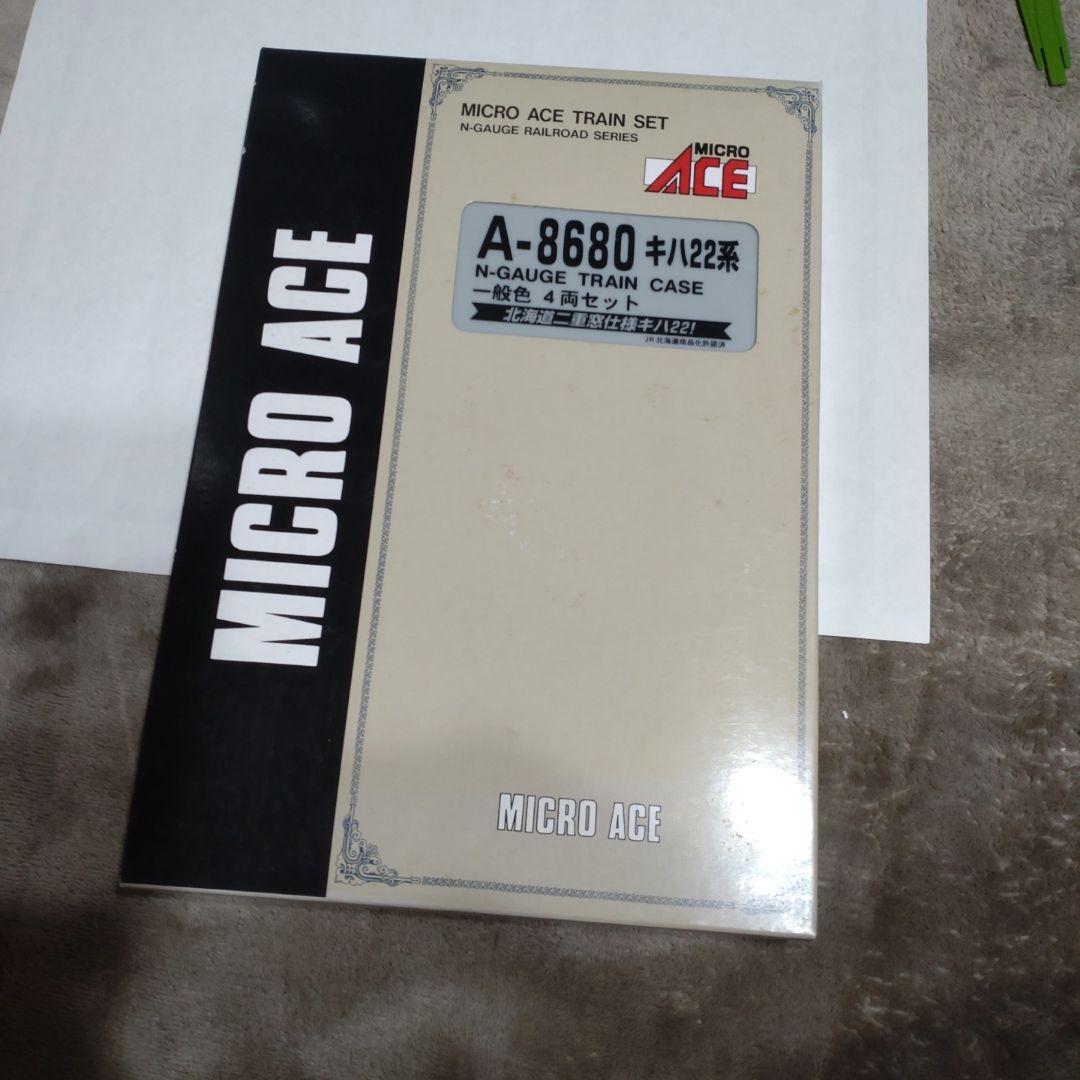 MICRO ACE
MICRO ACE TRAIN SET
N-GAUGE RAILROAD SERIES
MICRO
ACE
A-8680 キハ22系
N-GAUGE TRAIN CASE
一般色 4両セット
北海道二重窓仕様キハ22!
JR北海道商品化許諾済
MICRO ACE